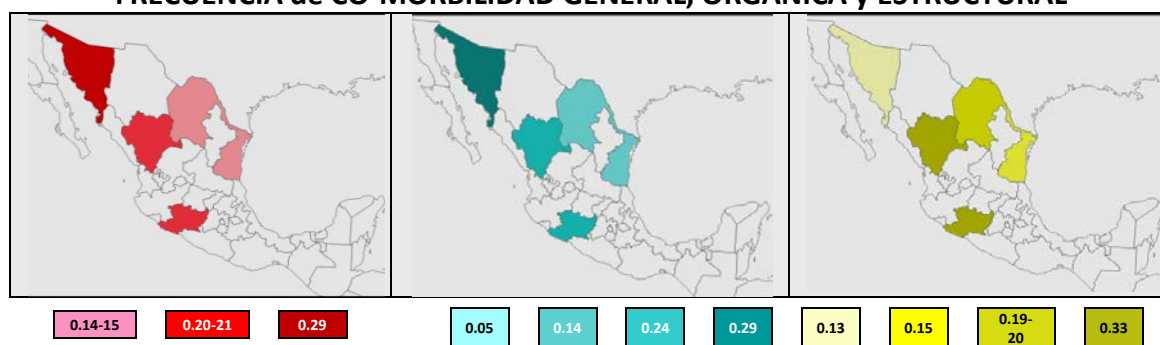 FRECUENCIA de CO-MORBILIDAD GENERAL, ORGANICA y ESTRUCTURAL
0.14-15 0.20-21 0.29 0.05 0.14 0.24 0.29 0.13 0.15 0.19-
20 0.33